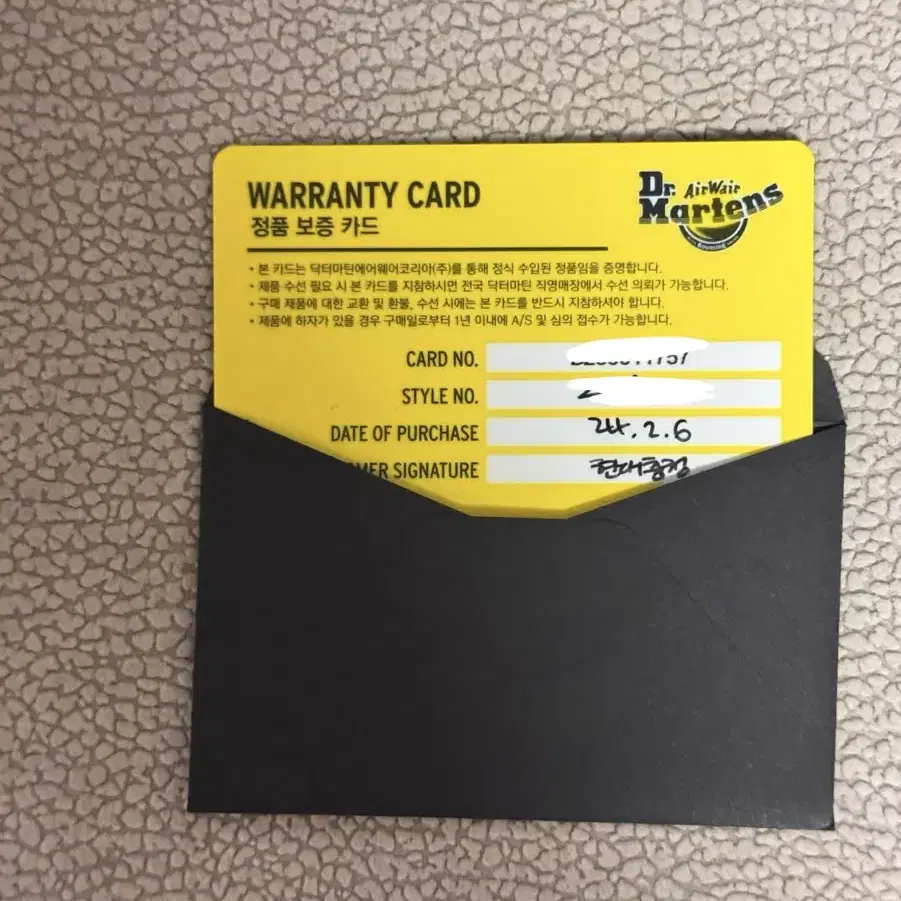 WARRANTY CARD
정품 보증 카드
Dr. Martens
AirWair
Bouncing
• 본 카드는 닥터마틴에어웨어코리아(주)를 통해 정식 수입된 정품임을 증명합니다.
• 제품 수선 필요 시 본 카드를 지참하시면 전국 닥터마틴 직영매장에서 수선 의뢰가 가능합니다.
• 구매 제품에 대한 교환 및 환불, 수선 시에는 본 카드를 반드시 지참하셔야 합니다.
• 제품에 하자가 있을 경우 구매일로부터 1년 이내에 A/S 및 심의 접수가 가능합니다.
CARD NO.
STYLE NO.
DATE OF PURCHASE 24.2.6
SIGNATURE 현대충청